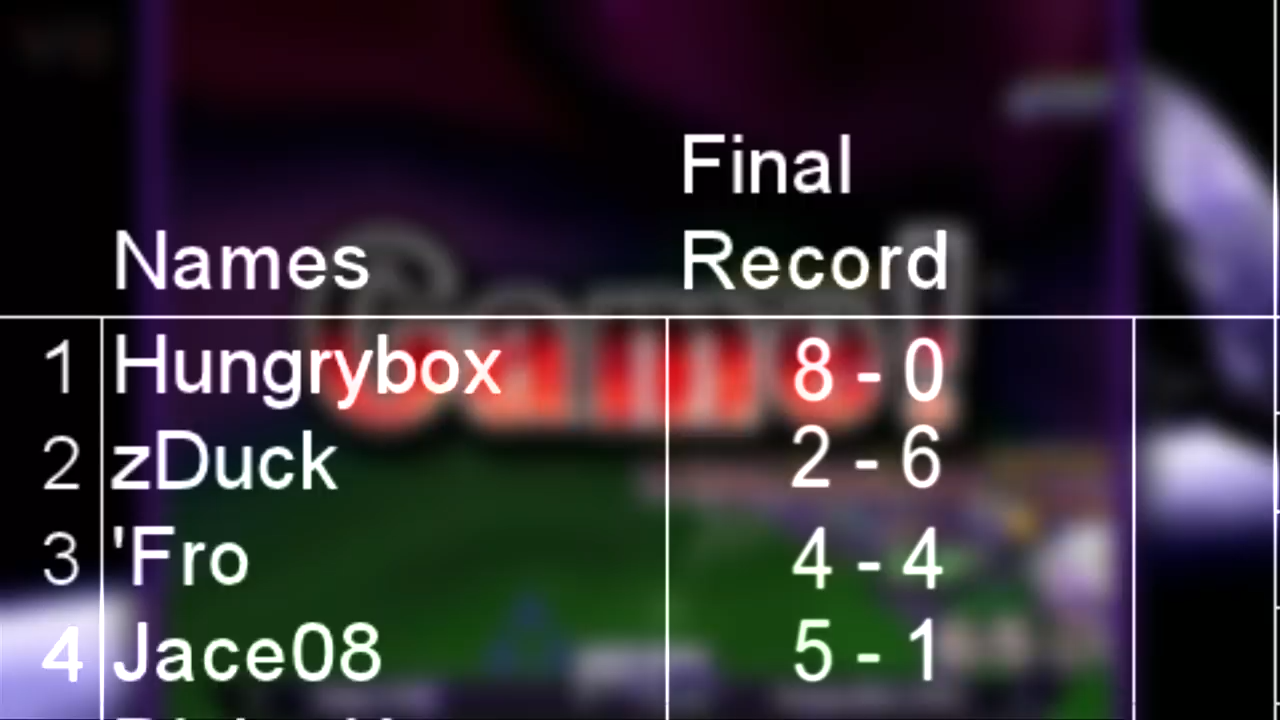 Final
Names Record
1 Hungrybox 8 - 0
2 zDuck 2 - 6
3 'Fro 4 - 4
4 Jace08 5 - 1
Game!